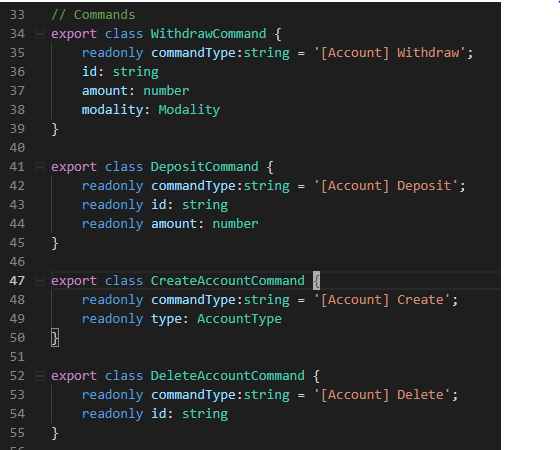 33 // Commands
34 export class WithdrawCommand {
35 readonly commandType:string = '[Account] Withdraw';
36 id: string
37 amount: number
38 modality: Modality
39 }
40
41 export class DepositCommand {
42 readonly commandType:string = '[Account] Deposit';
43 readonly id: string
44 readonly amount: number
45 }
46
47 export class CreateAccountCommand {
48 readonly commandType:string = '[Account] Create';
49 readonly type: AccountType
50 }
51
52 export class DeleteAccountCommand {
53 readonly commandType:string = '[Account] Delete';
54 readonly id: string
55 }